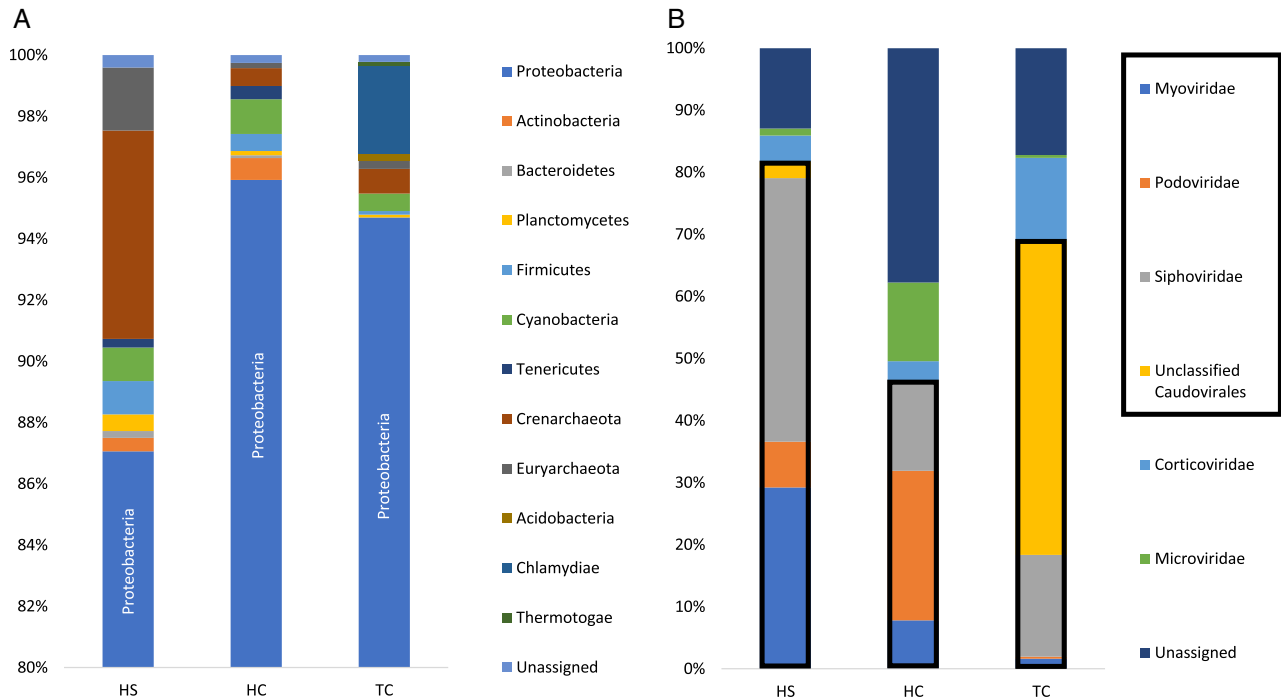 A
100%
98%
96%
94%
92%
90%
88%
86%
84%
82%
80%
Proteobacteria
Proteobacteria
Proteobacteria
HS
HC
TC
Proteobacteria
Actinobacteria
Bacteroidetes
Planctomycetes
Firmicutes
Cyanobacteria
Tenericutes
Crenarchaeota
Euryarchaeota
Acidobacteria
Chlamydiae
Thermotogae
Unassigned
B
100%
90%
80%
70%
60%
50%
40%
30%
20%
10%
0%
HS
HC
TC
Myoviridae
Podoviridae
Siphoviridae
Unclassified
Caudovirales
Corticoviridae
Microviridae
Unassigned